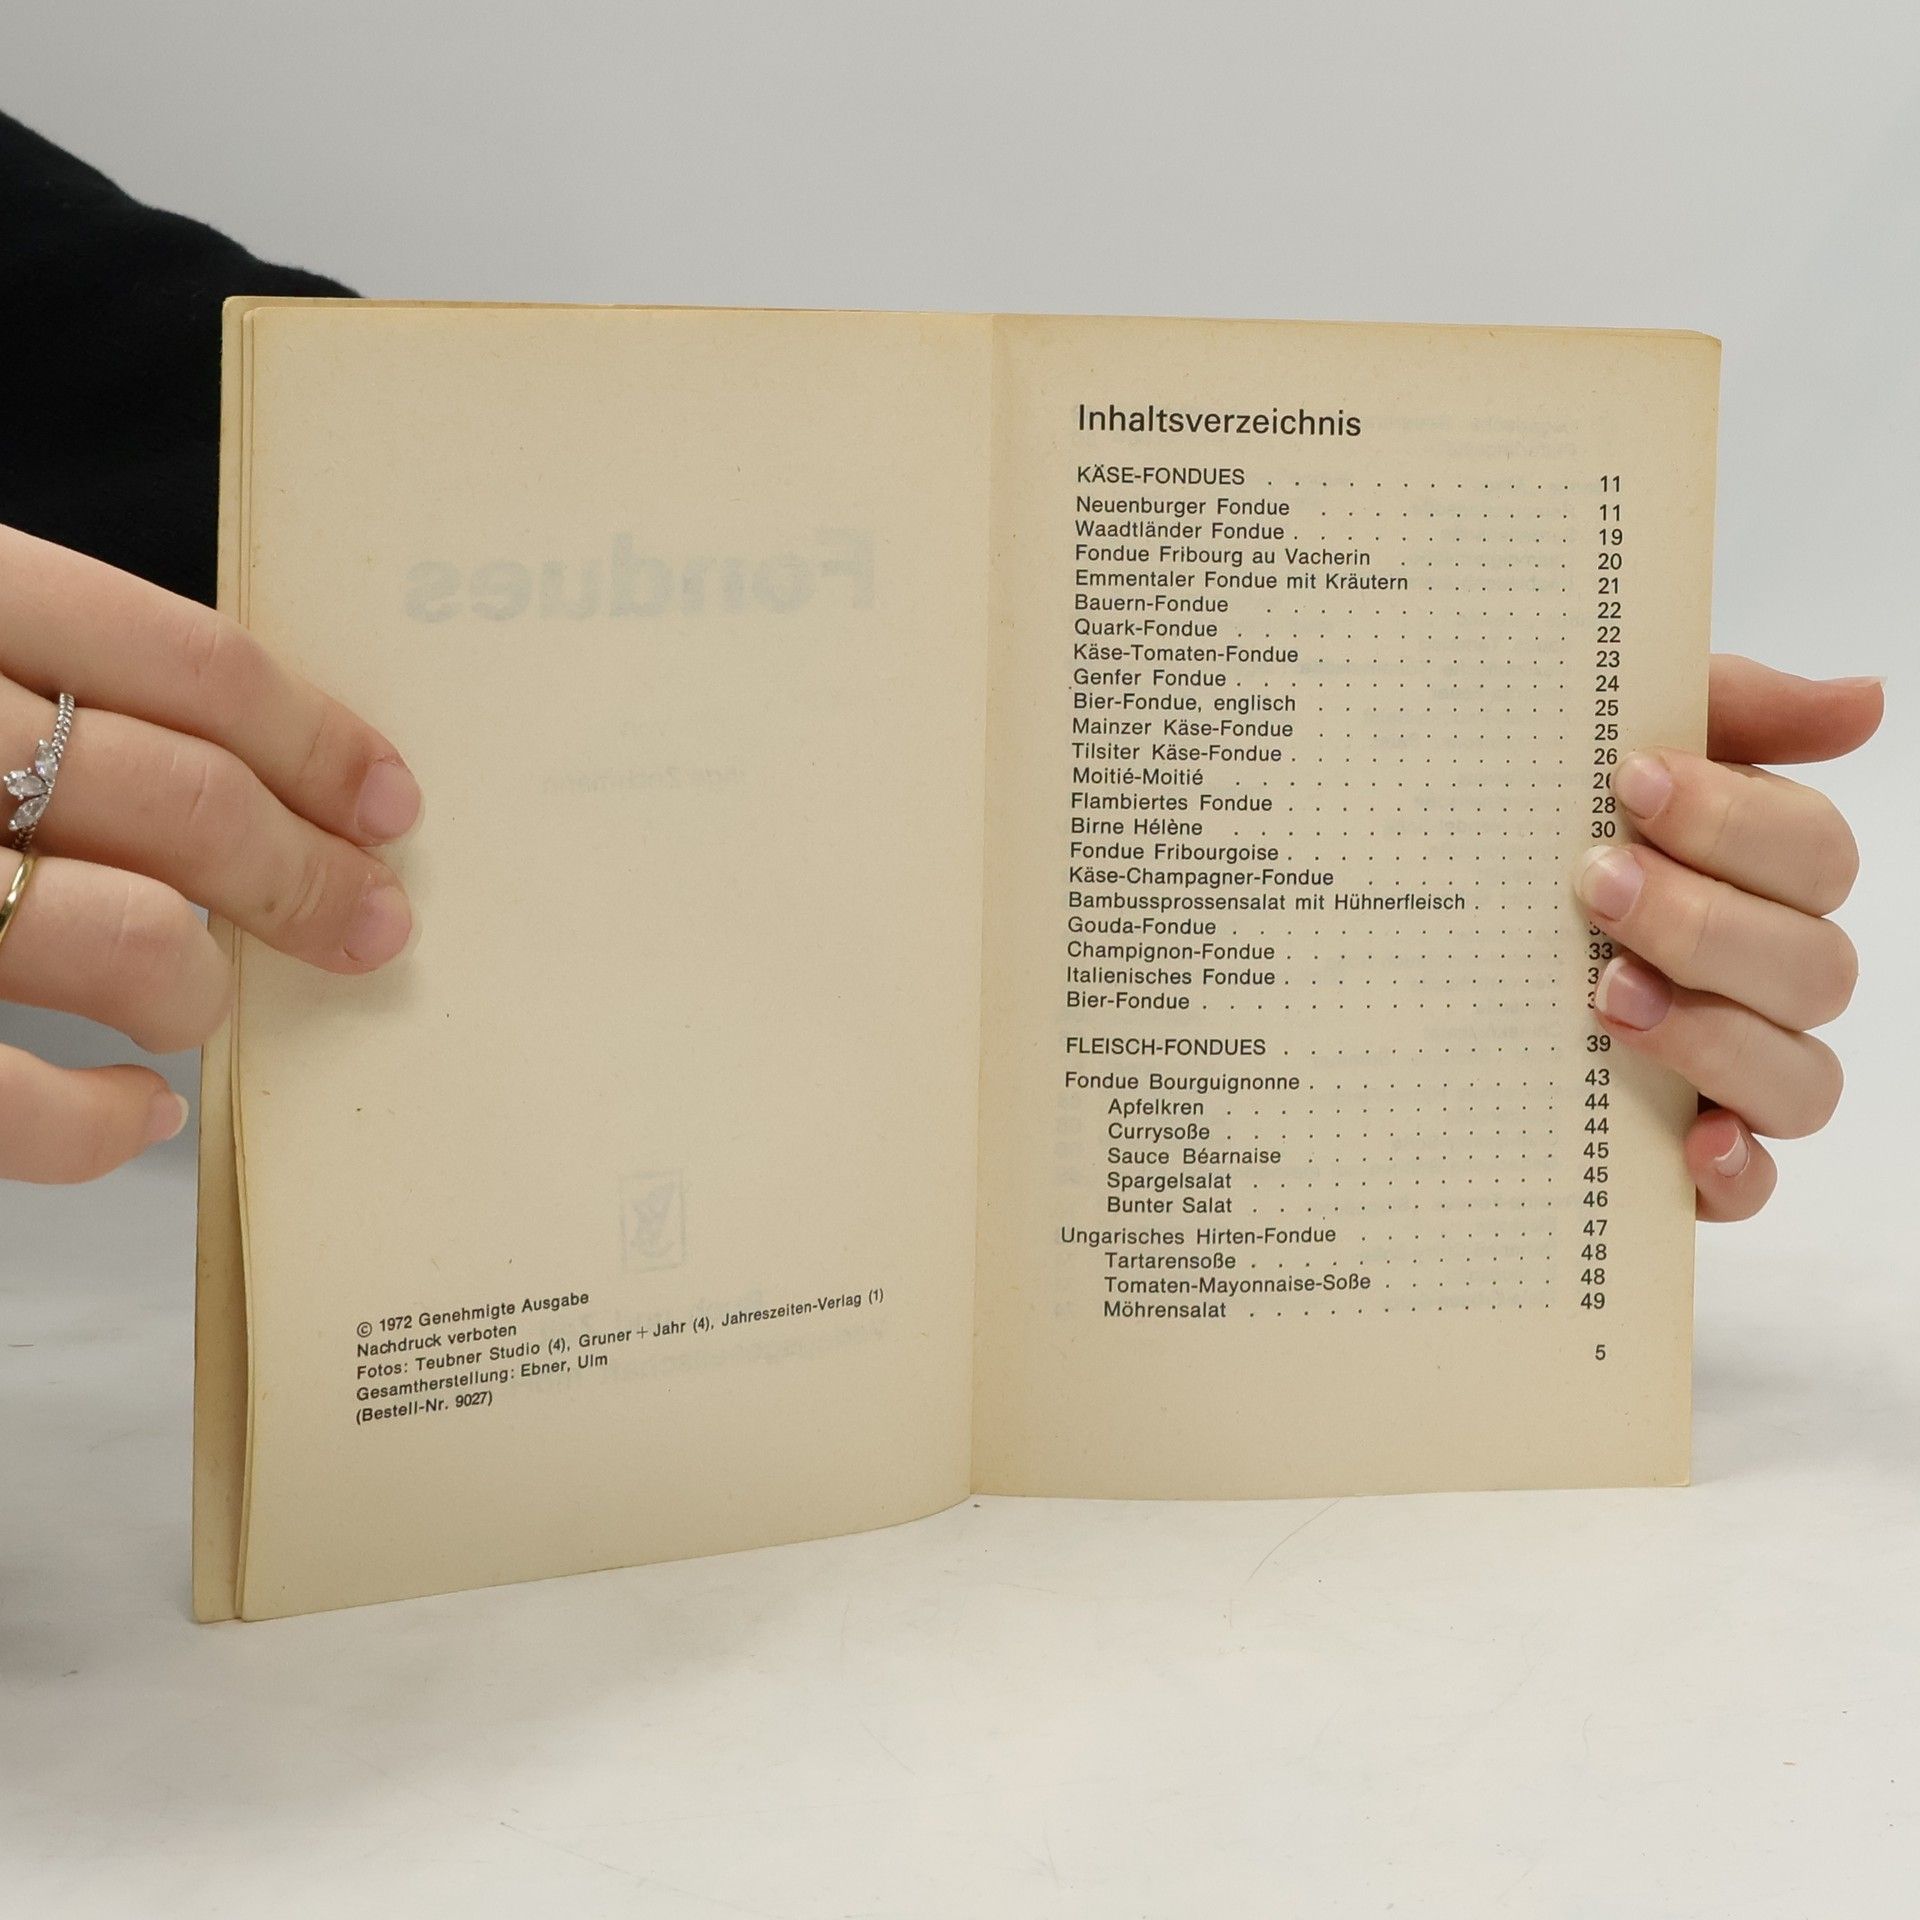 © 1972 Genehmigte Ausgabe
Nachdruck verboten
Fotos: Teubner Studio (4), Gruner + Jahr (4), Jahreszeiten-Verlag (1)
Gesamtherstellung: Ebner, Ulm
(Bestell-Nr. 9027)
Inhaltsverzeichnis
KÄSE-FONDUES . . . . . . . . . . . . 11
Neuenburger Fondue . . . . . . . . . . 11
Waadtländer Fondue . . . . . . . . . . . 19
Fondue Fribourg au Vacherin . . . . . . . 20
Emmentaler Fondue mit Kräutern . . . . . . 21
Bauern-Fondue . . . . . . . . . . . . 22
Quark-Fondue . . . . . . . . . . . . . 22
Käse-Tomaten-Fondue . . . . . . . . . . 23
Genfer Fondue . . . . . . . . . . . . . 24
Bier-Fondue, englisch . . . . . . . . . . 25
Mainzer Käse-Fondue . . . . . . . . . . 25
Tilsiter Käse-Fondue . . . . . . . . . . . 26
Moitié-Moitié . . . . . . . . . . . . .
Flambiertes Fondue . . . . . . . . . . . 28
Birne Hélène . . . . . . . . . . . . . 30
Fondue Fribourgoise . . . . . . . . . . .
Käse-Champagner-Fondue . . . . . . . .
Bambussprossensalat mit Hühnerfleisch . . . .
Gouda-Fondue . . . . . . . . . . . . .
Champignon-Fondue . . . . . . . . . . . 33
Italienisches Fondue . . . . . . . . . . .
Bier-Fondue . . . . . . . . . . . . . .
FLEISCH-FONDUES . . . . . . . . . . . 39
Fondue Bourguignonne . . . . . . . . . . 43
Apfelkren . . . . . . . . . . . . . 44
Currysoße . . . . . . . . . . . . . 44
Sauce Béarnaise . . . . . . . . . . 45
Spargelsalat . . . . . . . . . . . . 45
Bunter Salat . . . . . . . . . . . . 46
Ungarisches Hirten-Fondue . . . . . . . . 47
Tartarensoße . . . . . . . . . . . . 48
Tomaten-Mayonnaise-Soße . . . . . . . 48
Möhrensalat . . . . . . . . . . . . 49
5